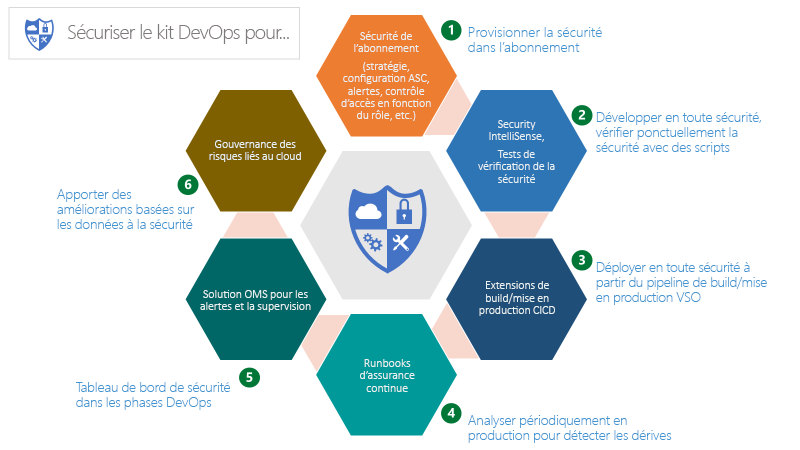 Sécuriser le kit DevOps pour...
Sécurité de
l'abonnement
(stratégie,
configuration ASC,
alertes, contrôle
d'accès en fonction
du rôle, etc.)
1
Provisionner la sécurité
dans l'abonnement
Security
IntelliSense,
Tests de
vérification de la
sécurité
2
Développer en toute sécurité,
vérifier ponctuellement la
sécurité avec des scripts
Extensions de
build/mise en
production CICD
3
Déployer en toute sécurité à
partir du pipeline de build/mise
en production VSO
Runbooks
d'assurance
continue
4
Analyser périodiquement en
production pour détecter les dérives
Solution OMS pour les
alertes et la supervision
5
Tableau de bord de sécurité
dans les phases DevOps
Gouvernance des
risques liés au cloud
6
Apporter des
améliorations basées sur
les données à la sécurité